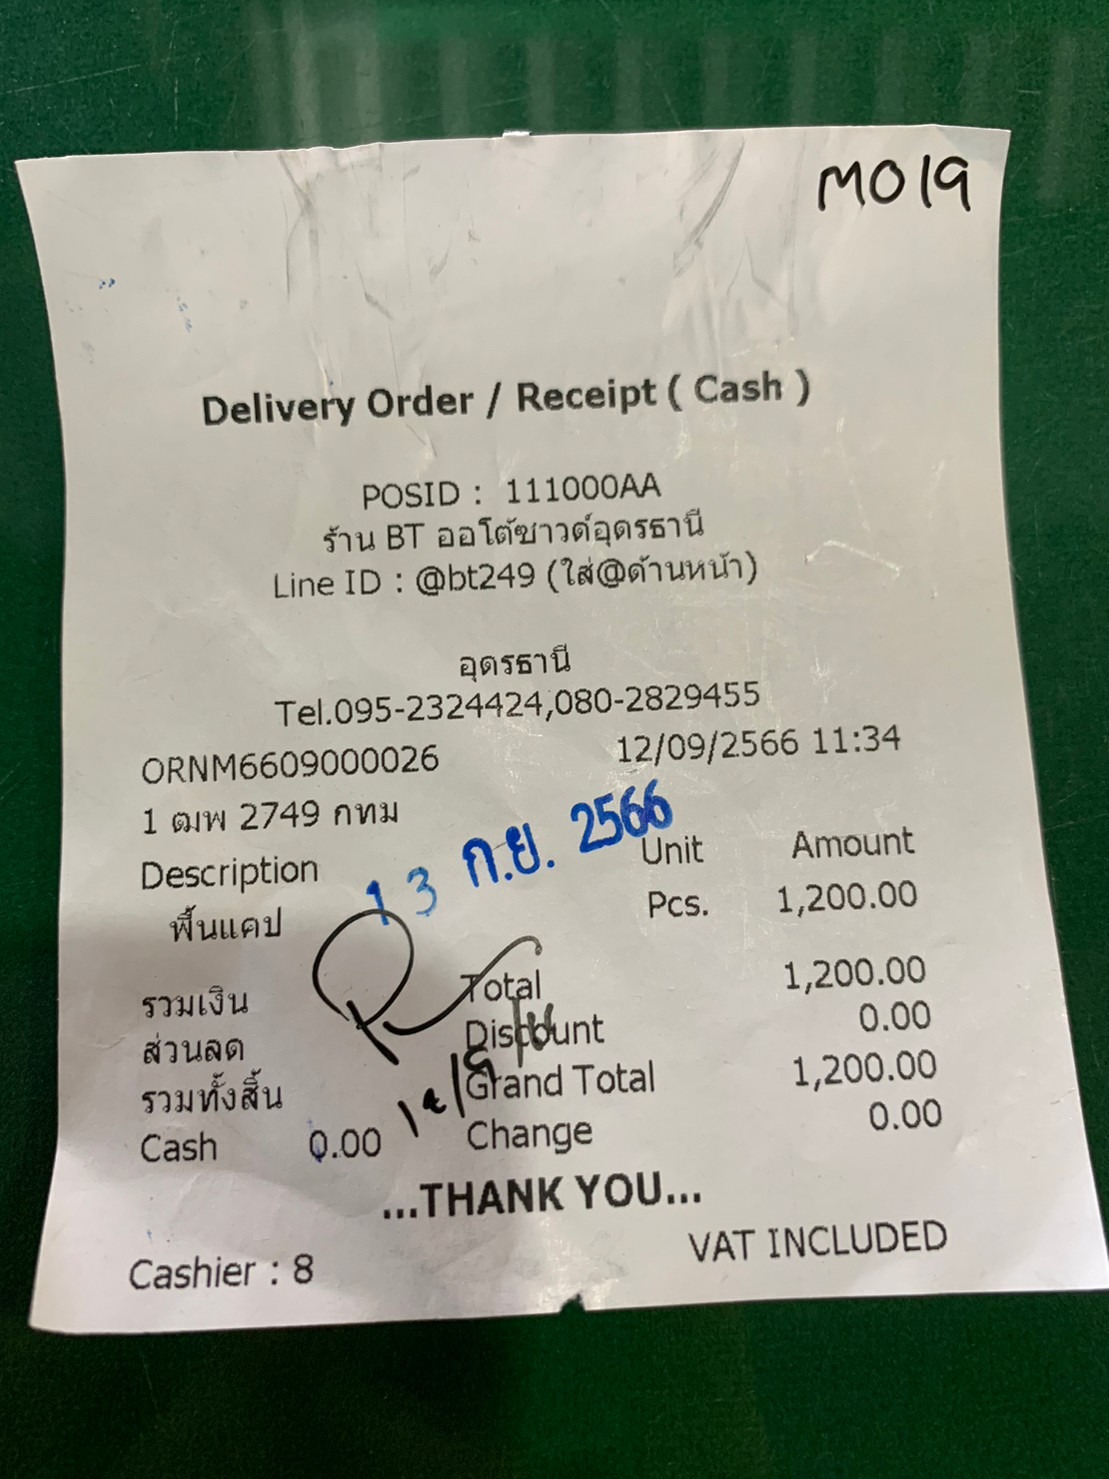 MO19
Delivery Order / Receipt ( Cash )
POSID : 111000AA
ร้าน BT ออโต้ซาวด์อุดรธานี
Line ID : @bt249 (ใส่@ด้านหน้า)
อุดรธานี
Tel.095-2324424,080-2829455
ORNM6609000026 12/09/2566 11:34
1 ฒพ 2749 กทม
13 ก.ย. 2566
Description Unit Amount
พื้นแคป Pcs. 1,200.00
รวมเงิน Total 1,200.00
ส่วนลด Discount 0.00
รวมทั้งสิ้น Grand Total 1,200.00
Cash 0.00 Change 0.00
...THANK YOU...
VAT INCLUDED
Cashier : 8